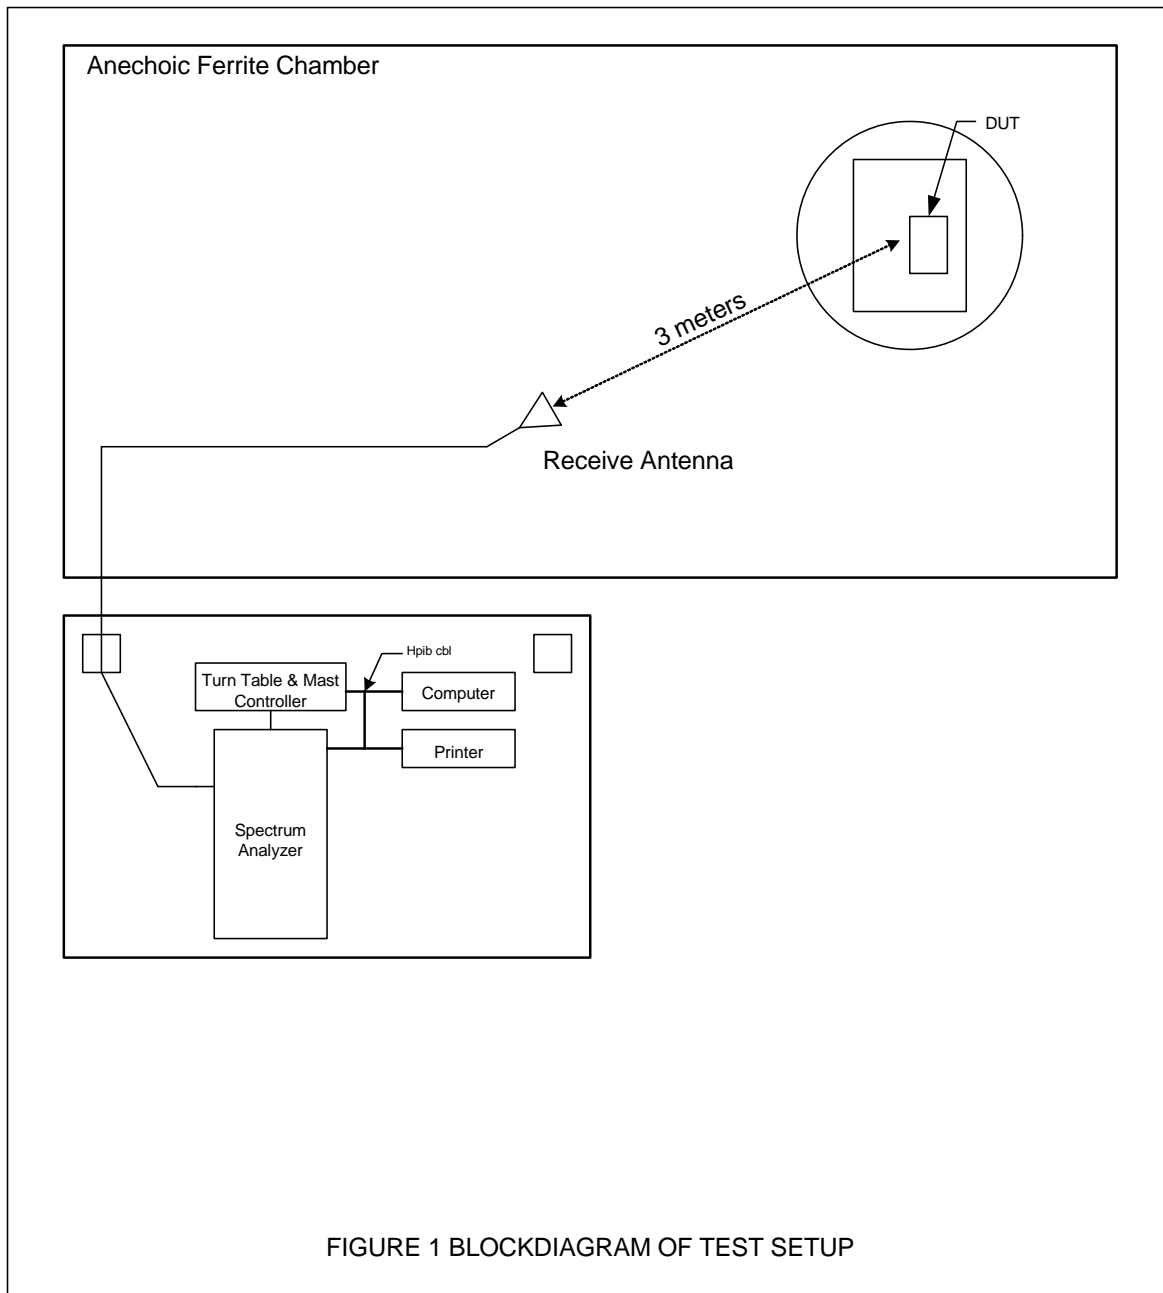 Anechoic Ferrite Chamber
DUT
3 meters
Receive Antenna
Hpib cbl
Turn Table & Mast
Controller
Computer
Printer
Spectrum
Analyzer
FIGURE 1 BLOCKDIAGRAM OF TEST SETUP